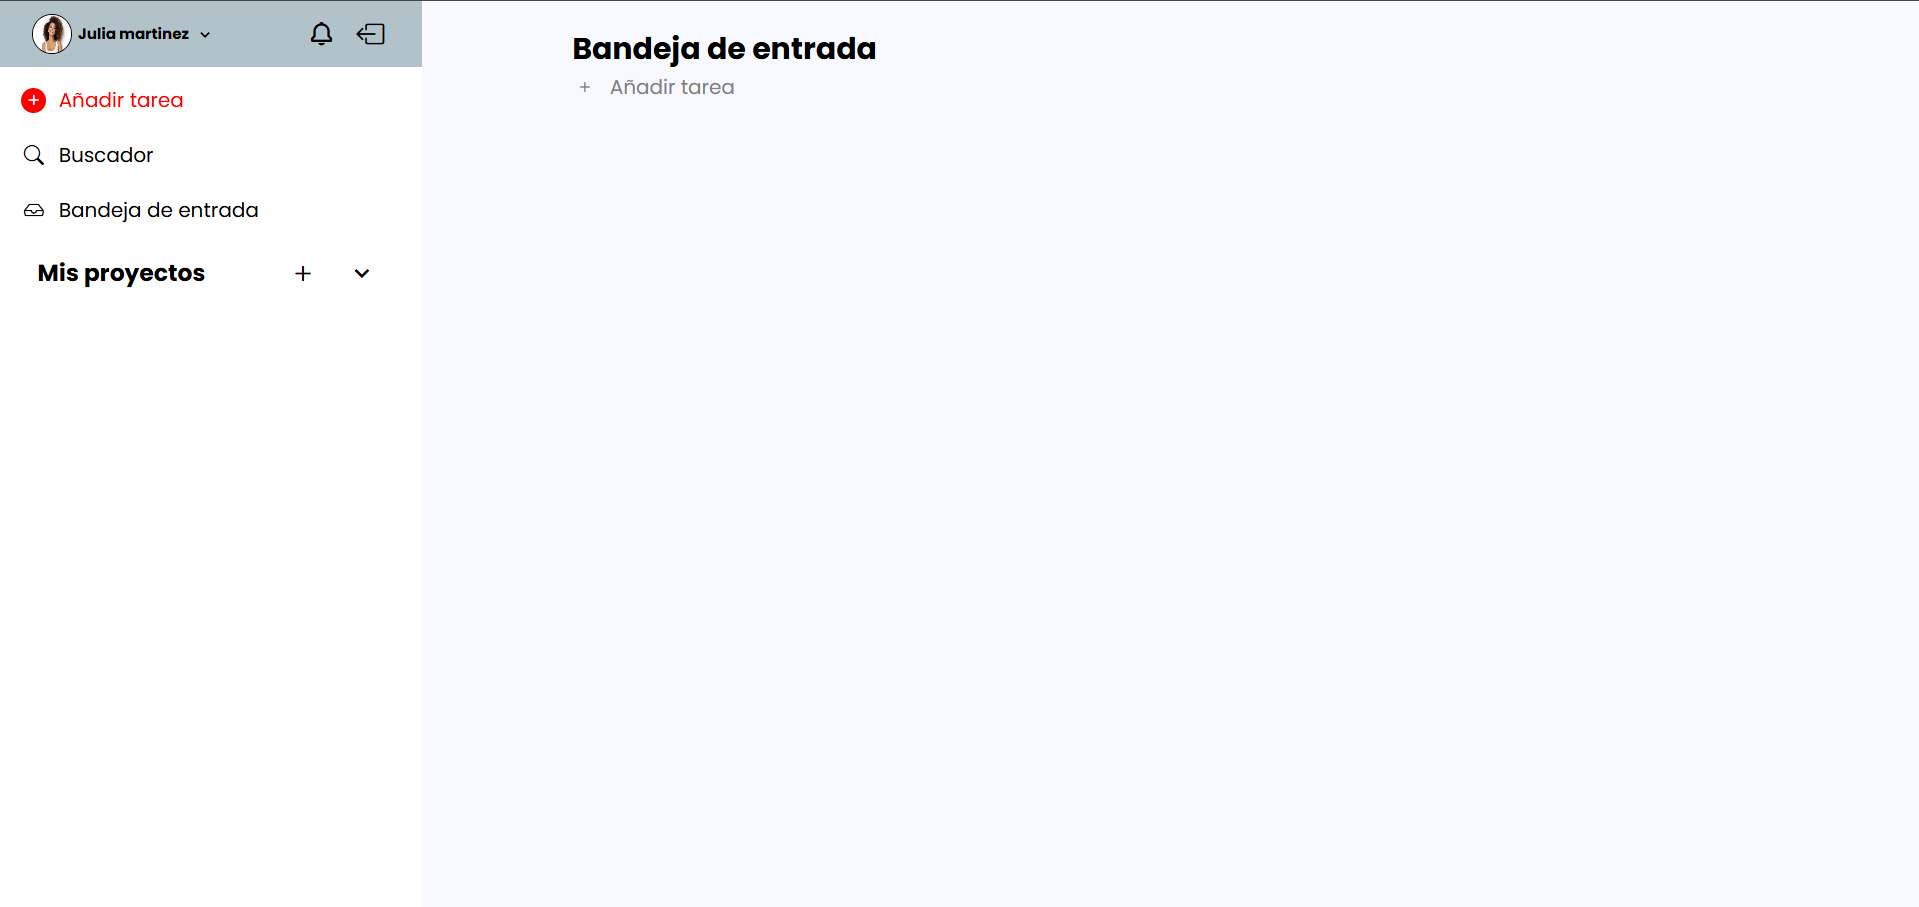 Julia martinez
Añadir tarea
Buscador
Bandeja de entrada
Mis proyectos
Bandeja de entrada
Añadir tarea